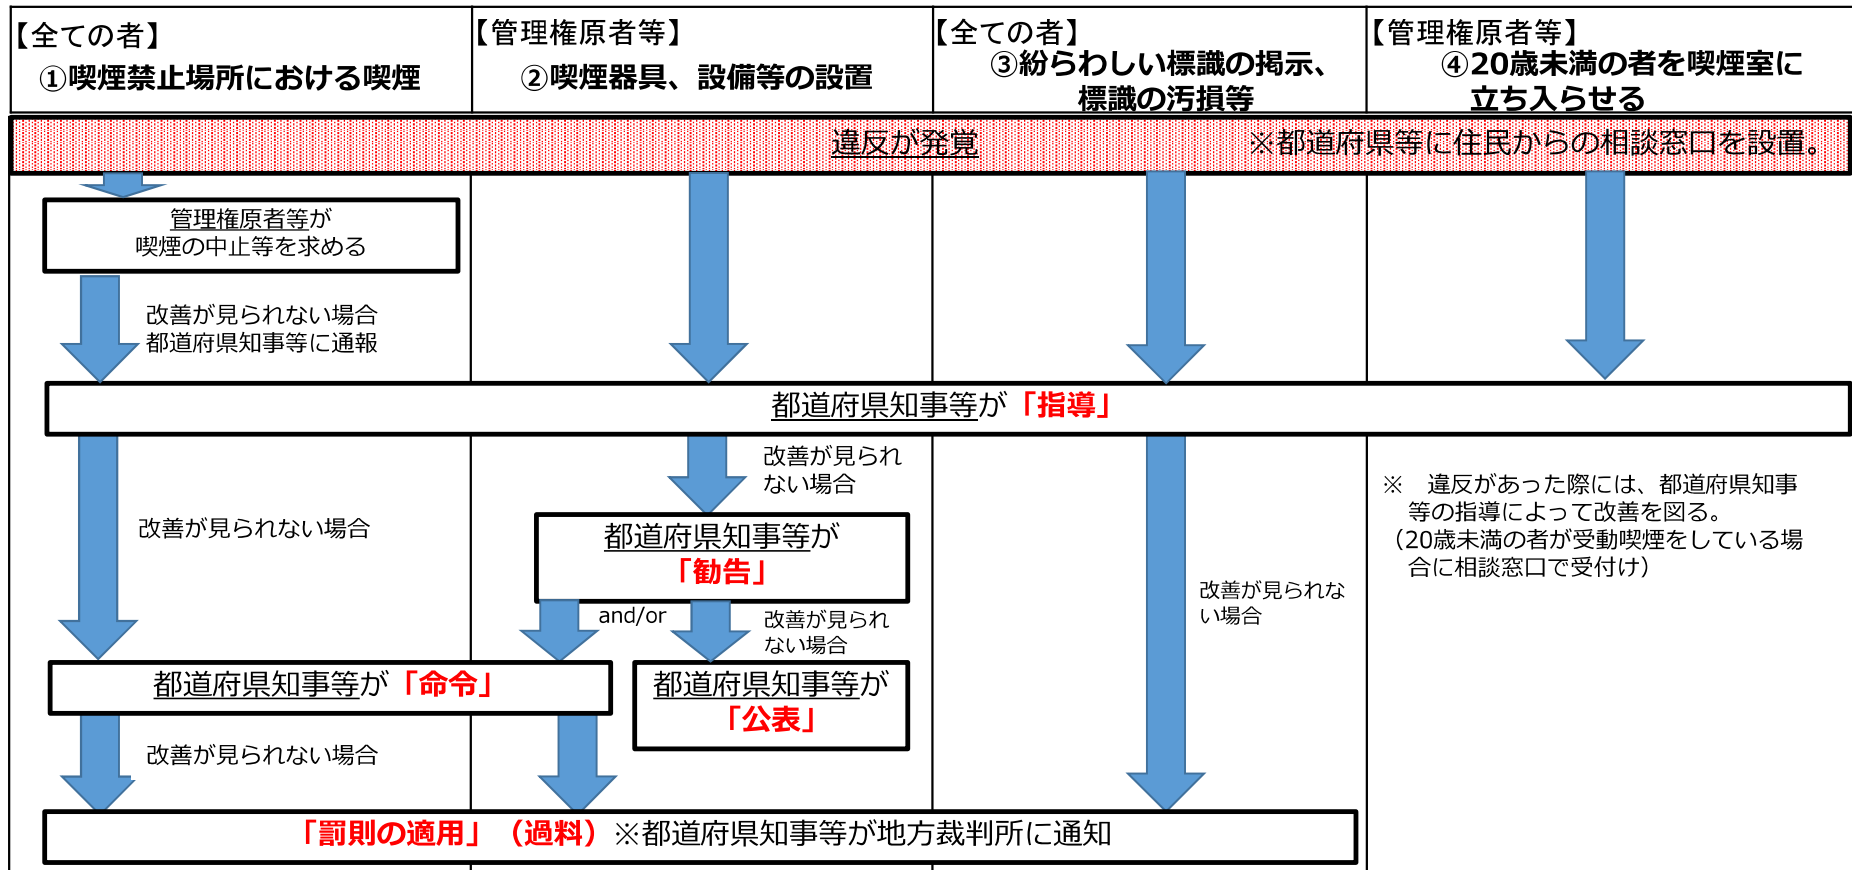 【全ての者】
①喫煙禁止場所における喫煙
【管理権原者等】
②喫煙器具、設備等の設置
【全ての者】
③紛らわしい標識の掲示、
標識の汚損等
【管理権原者等】
④20歳未満の者を喫煙室に
立ち入らせる
違反が発覚
※都道府県等に住民からの相談窓口を設置。
管理権原者等が
喫煙の中止等を求める
改善が見られない場合
都道府県知事等に通報
都道府県知事等が「指導」
改善が見られない場合
改善が見られ
ない場合
都道府県知事等が
「勧告」
and/or
改善が見られ
ない場合
都道府県知事等が「命令」
都道府県知事等が
「公表」
改善が見られない場合
改善が見られな
い場合
※ 違反があった際には、都道府県知事
等の指導によって改善を図る。
（20歳未満の者が受動喫煙をしている場
合に相談窓口で受付け）
「罰則の適用」（過料）※都道府県知事等が地方裁判所に通知